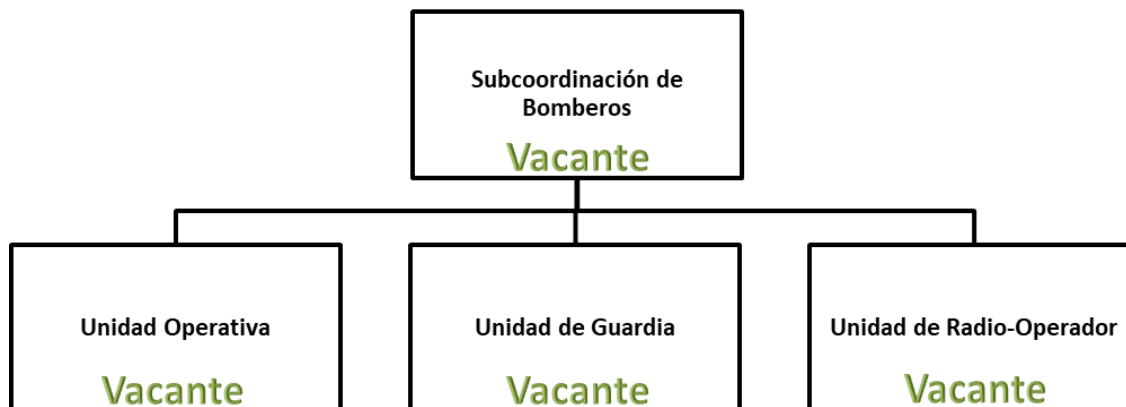 Subcoordinación de
Bomberos
Vacante
Unidad Operativa
Vacante
Unidad de Guardia
Vacante
Unidad de Radio-Operador
Vacante